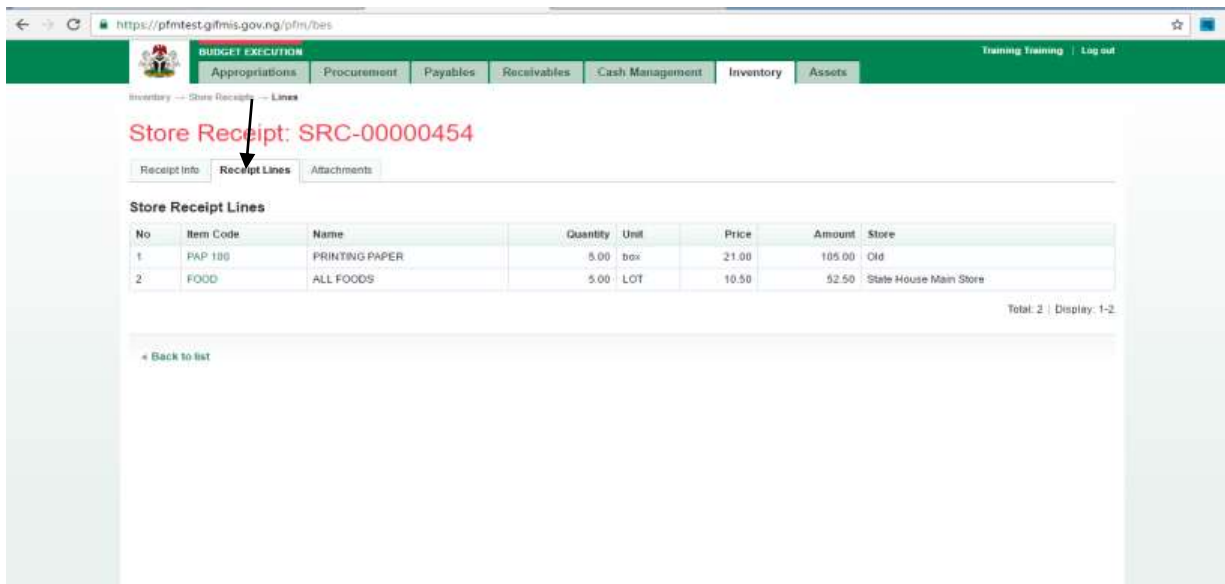 https://pfmtest.gifmis.gov.ng/pfm/bes
BUDGET EXECUTION
Training Training | Log out
Appropriations Procurement Payables Receivables Cash Management Inventory Assets
Inventory → Store Receipts → Lines
Store Receipt: SRC-00000454
Receipt Info Receipt Lines Attachments
Store Receipt Lines
No Item Code Name Quantity Unit Price Amount Store
1 PAP 100 PRINTING PAPER 5.00 box 21.00 105.00 Old
2 FOOD ALL FOODS 5.00 LOT 10.50 52.50 State House Main Store
Total: 2 | Display: 1-2
« Back to list